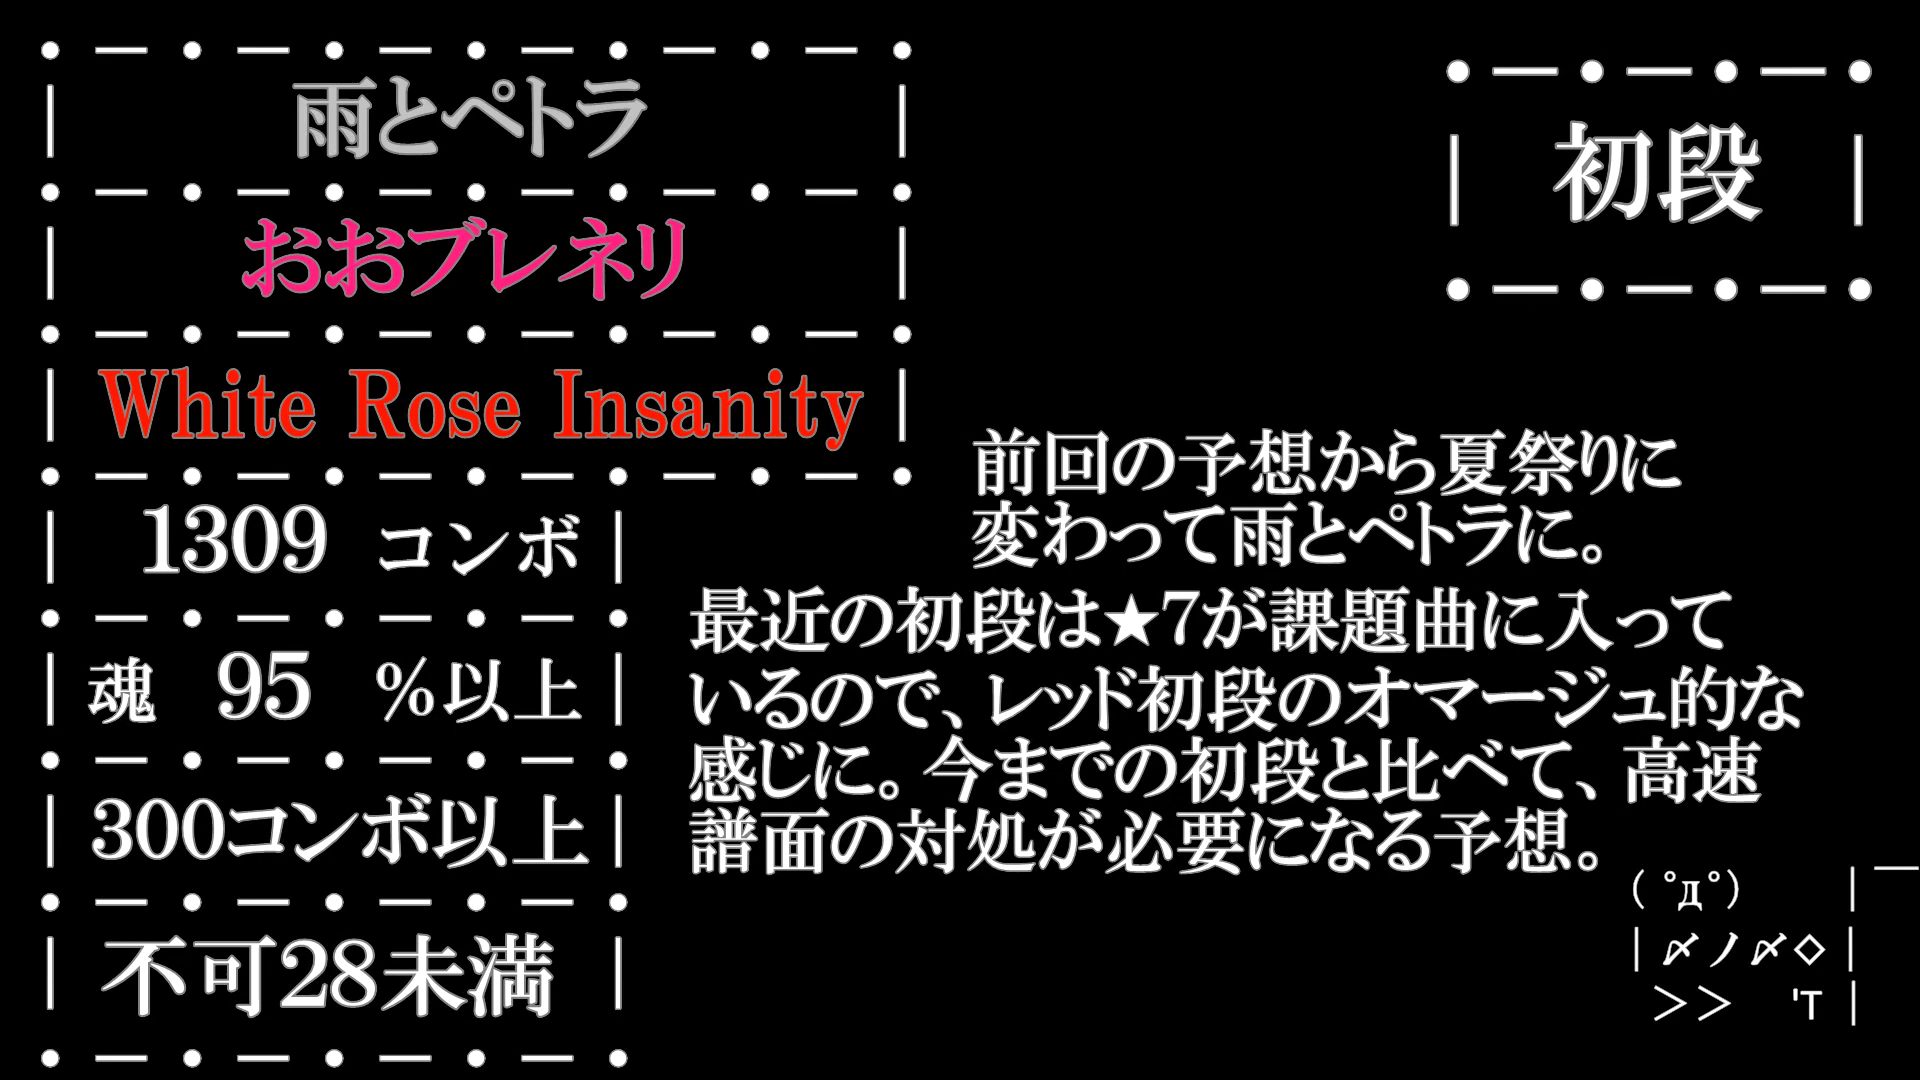 雨とペトラ
おおブレネリ
White Rose Insanity
1309 コンボ
魂 95 %以上
300コンボ以上
不可28未満
初段
前回の予想から夏祭りに
変わって雨とペトラに。
最近の初段は★7が課題曲に入って
いるので、レッド初段のオマージュ的な
感じに。今までの初段と比べて、高速
譜面の対処が必要になる予想。
( ﾟдﾟ) |￣
|〆ノ〆◇|
>> 'T|